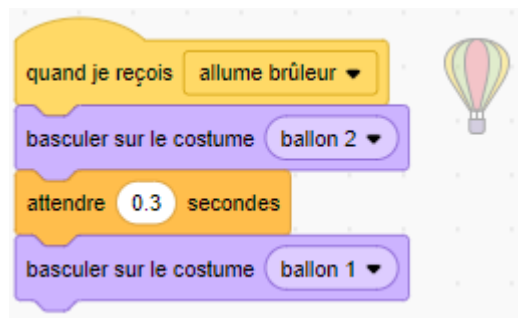 quand je reçois allume brûleur
basculer sur le costume ballon 2
attendre 0.3 secondes
basculer sur le costume ballon 1